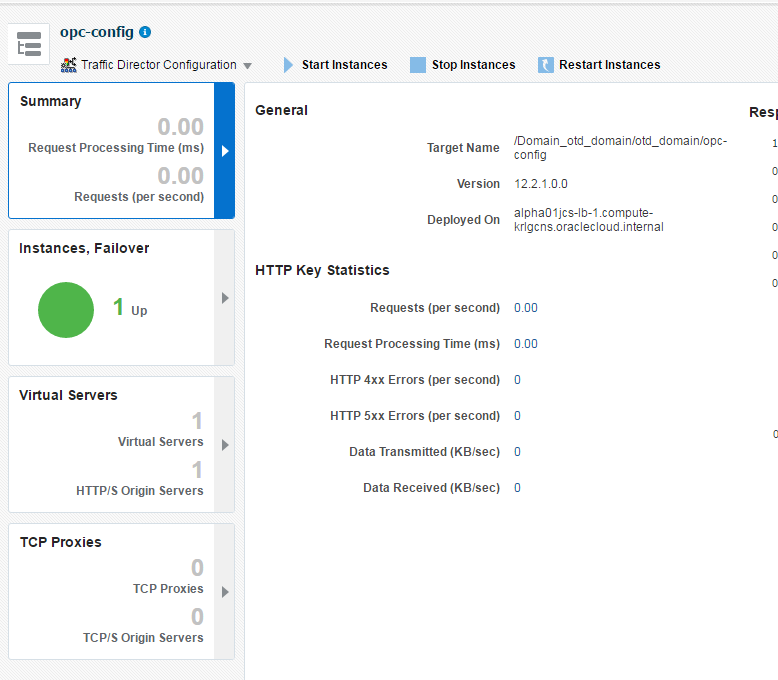 opc-config
Traffic Director Configuration
Start Instances
Stop Instances
Restart Instances
Summary
0.00
Request Processing Time (ms)
0.00
Requests (per second)
Instances, Failover
1 Up
Virtual Servers
1
Virtual Servers
1
HTTP/S Origin Servers
TCP Proxies
0
TCP Proxies
0
TCP/S Origin Servers
General
Target Name /Domain_otd_domain/otd_domain/opc-
config
Version 12.2.1.0.0
Deployed On alpha01jcs-lb-1.compute-
krlgcns.oraclecloud.internal
HTTP Key Statistics
Requests (per second) 0.00
Request Processing Time (ms) 0.00
HTTP 4xx Errors (per second) 0
HTTP 5xx Errors (per second) 0
Data Transmitted (KB/sec) 0
Data Received (KB/sec) 0
Resp
1
0
0
0
0
0
0